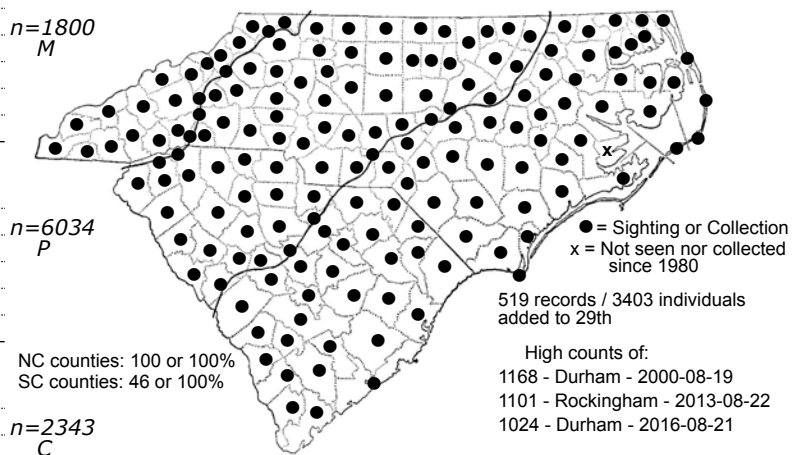 n=1800
M
x
n=6034
P
● = Sighting or Collection
x = Not seen nor collected
since 1980
519 records / 3403 individuals
added to 29th
NC counties: 100 or 100%
SC counties: 46 or 100%
High counts of:
1168 - Durham - 2000-08-19
1101 - Rockingham - 2013-08-22
1024 - Durham - 2016-08-21
n=2343
C